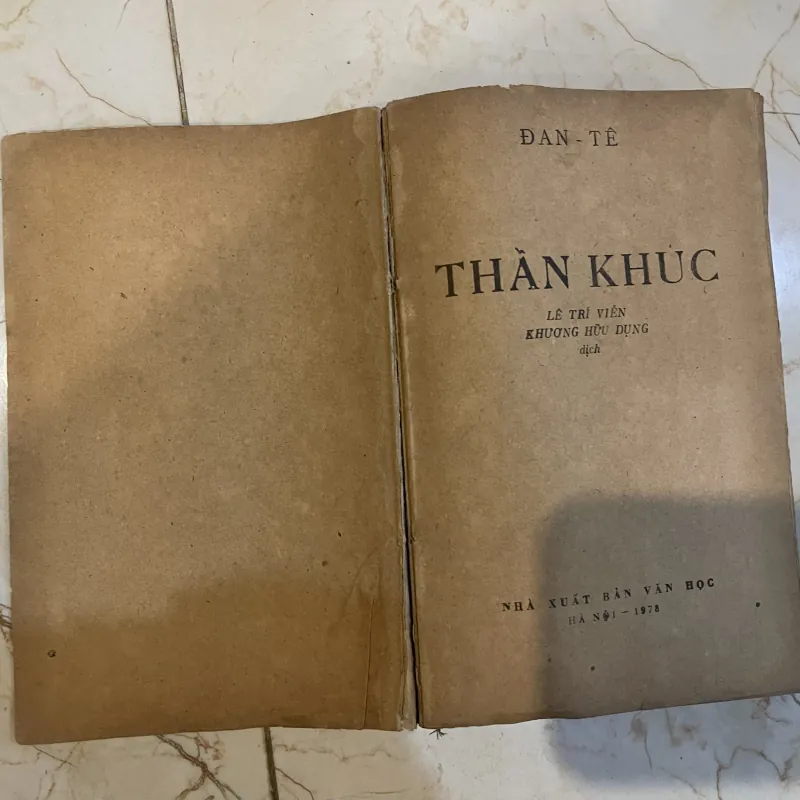 ĐAN - TÊ
THẦN KHÚC
LÊ TRÍ VIỄN
KHƯƠNG HỮU DỤNG
dịch
NHÀ XUẤT BẢN VĂN HỌC
HÀ NỘI — 1978